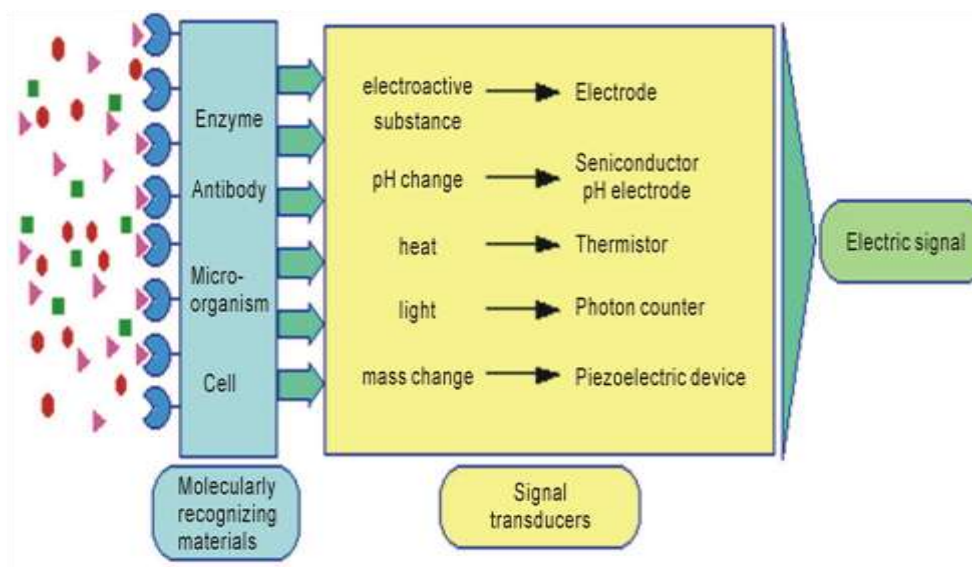 Enzyme
Antibody
Micro-
organism
Cell
electroactive
substance
Electrode
pH change
Seniconductor
pH electrode
heat
Thermistor
light
Photon counter
mass change
Piezoelectric device
Electric signal
Molecularly
recognizing
materials
Signal
transducers